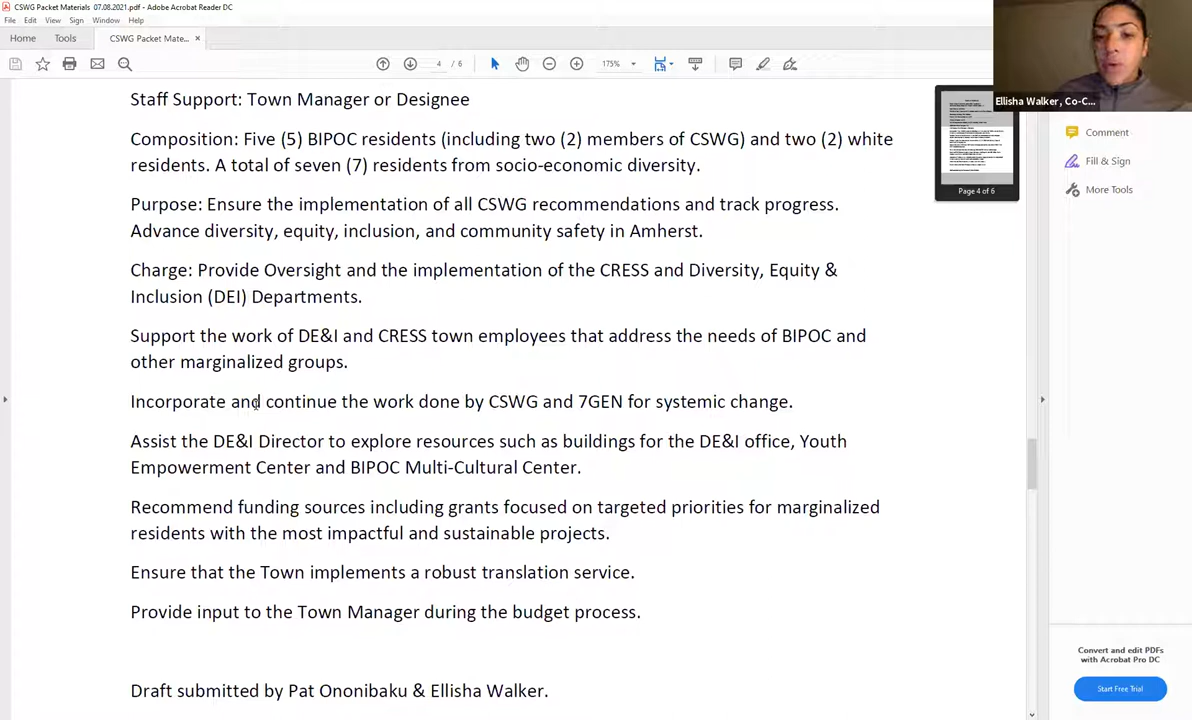 CSWG Packet Materials 07.08.2021.pdf - Adobe Acrobat Reader DC
File Edit View Sign Window Help
Home Tools CSWG Packet Mate... ×
4 / 6 175%
Staff Support: Town Manager or Designee
Composition: Five (5) BIPOC residents (including two (2) members of CSWG) and two (2) white
residents. A total of seven (7) residents from socio-economic diversity.
Purpose: Ensure the implementation of all CSWG recommendations and track progress.
Advance diversity, equity, inclusion, and community safety in Amherst.
Charge: Provide Oversight and the implementation of the CRESS and Diversity, Equity &
Inclusion (DEI) Departments.
Support the work of DE&I and CRESS town employees that address the needs of BIPOC and
other marginalized groups.
Incorporate and continue the work done by CSWG and 7GEN for systemic change.
Assist the DE&I Director to explore resources such as buildings for the DE&I office, Youth
Empowerment Center and BIPOC Multi-Cultural Center.
Recommend funding sources including grants focused on targeted priorities for marginalized
residents with the most impactful and sustainable projects.
Ensure that the Town implements a robust translation service.
Provide input to the Town Manager during the budget process.
Draft submitted by Pat Ononibaku & Ellisha Walker.
Ellisha Walker, Co-C...
Page 4 of 6
Comment
Fill & Sign
More Tools
Convert and edit PDFs
with Acrobat Pro DC
Start Free Trial